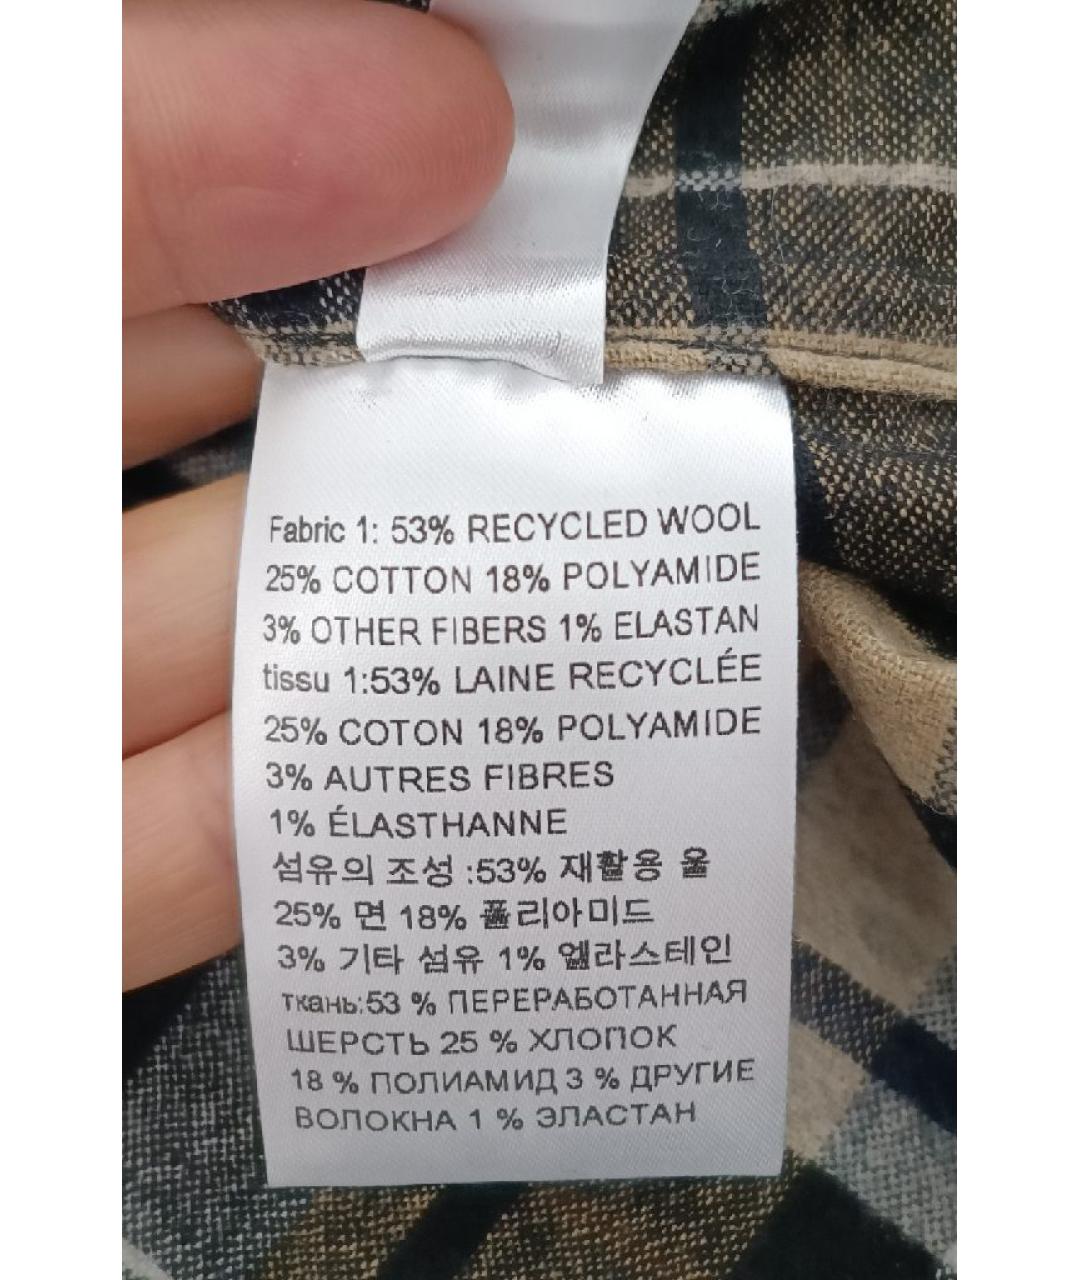 Fabric 1: 53% RECYCLED WOOL
25% COTTON 18% POLYAMIDE
3% OTHER FIBERS 1% ELASTAN
tissu 1:53% LAINE RECYCLÉE
25% COTON 18% POLYAMIDE
3% AUTRES FIBRES
1% ÉLASTHANNE
섬유의 조성 :53% 재활용 울
25% 면 18% 폴리아미드
3% 기타 섬유 1% 엘라스테인
ткань:53 % ПЕРЕРАБОТАННАЯ
ШЕРСТЬ 25 % ХЛОПОК
18 % ПОЛИАМИД 3 % ДРУГИЕ
ВОЛОКНА 1 % ЭЛАСТАН